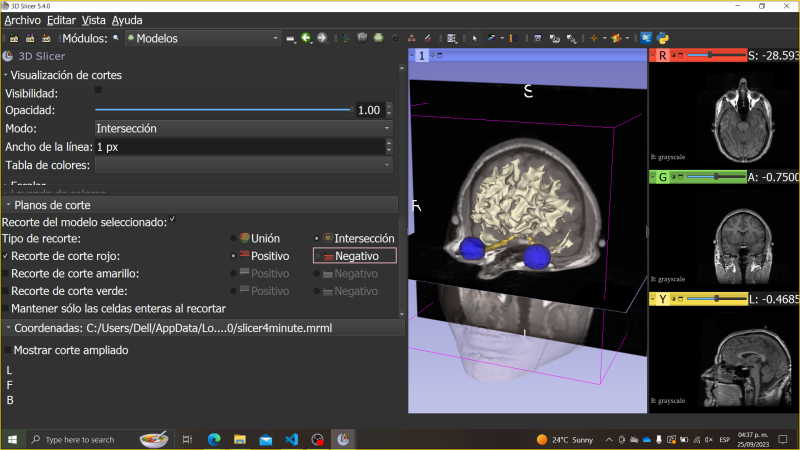 3D Slicer 5.4.0
Archivo Editar Vista Ayuda
Módulos: Modelos
3D Slicer
Visualización de cortes
Visibilidad:
Opacidad: 1.00
Modo: Intersección
Ancho de la línea: 1 px
Tabla de colores:
Planos de corte
Recorte del modelo seleccionado:
Tipo de recorte: Unión Intersección
Recorte de corte rojo: Positivo Negativo
Recorte de corte amarillo: Positivo Negativo
Recorte de corte verde: Positivo Negativo
Mantener sólo las celdas enteras al recortar
Coordenadas: C:/Users/Dell/AppData/Lo....0/slicer4minute.mrml
Mostrar corte ampliado
L
F
B
1
S
R S: -28.593
B: grayscale
G A: -0.7500
B: grayscale
Y L: -0.4685
B: grayscale
Type here to search
24°C Sunny
ESP
04:37 p. m.
25/09/2023